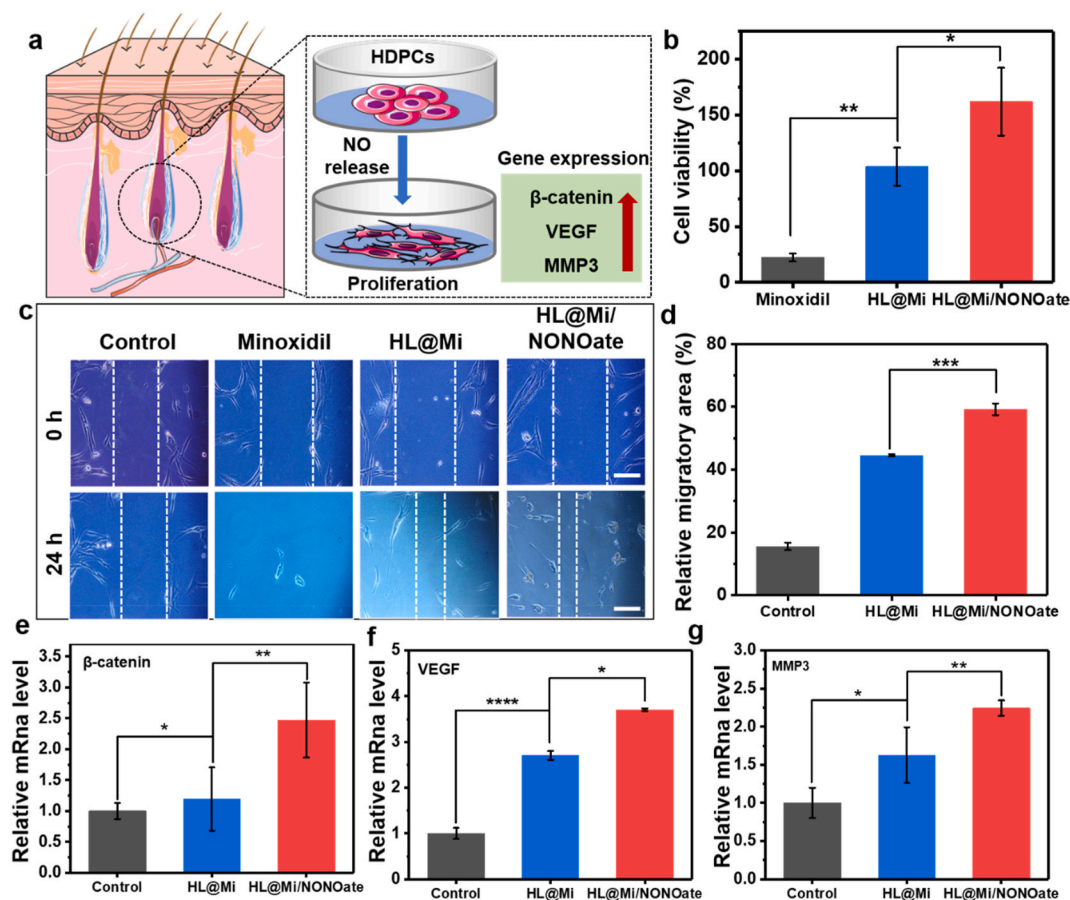 a
HDPCs
NO
release
Proliferation
Gene expression
β-catenin
VEGF
MMP3
b
Cell viability (%)
200
150
100
50
0
*
**
Minoxidil
HL@Mi
HL@Mi/NONOate
c
Control
Minoxidil
HL@Mi
HL@Mi/
NONOate
0 h
24 h
d
Relative migratory area (%)
80
60
40
20
0
***
Control
HL@Mi
HL@Mi/NONOate
e
β-catenin
Relative mRna level
3.5
3.0
2.5
2.0
1.5
1.0
0.5
0.0
**
*
Control
HL@Mi
HL@Mi/NONOate
f
VEGF
Relative mRna level
5
4
3
2
1
0
*
****
Control
HL@Mi
HL@Mi/NONOate
g
MMP3
Relative mRna level
2.5
2.0
1.5
1.0
0.5
0.0
**
*
Control
HL@Mi
HL@Mi/NONOate